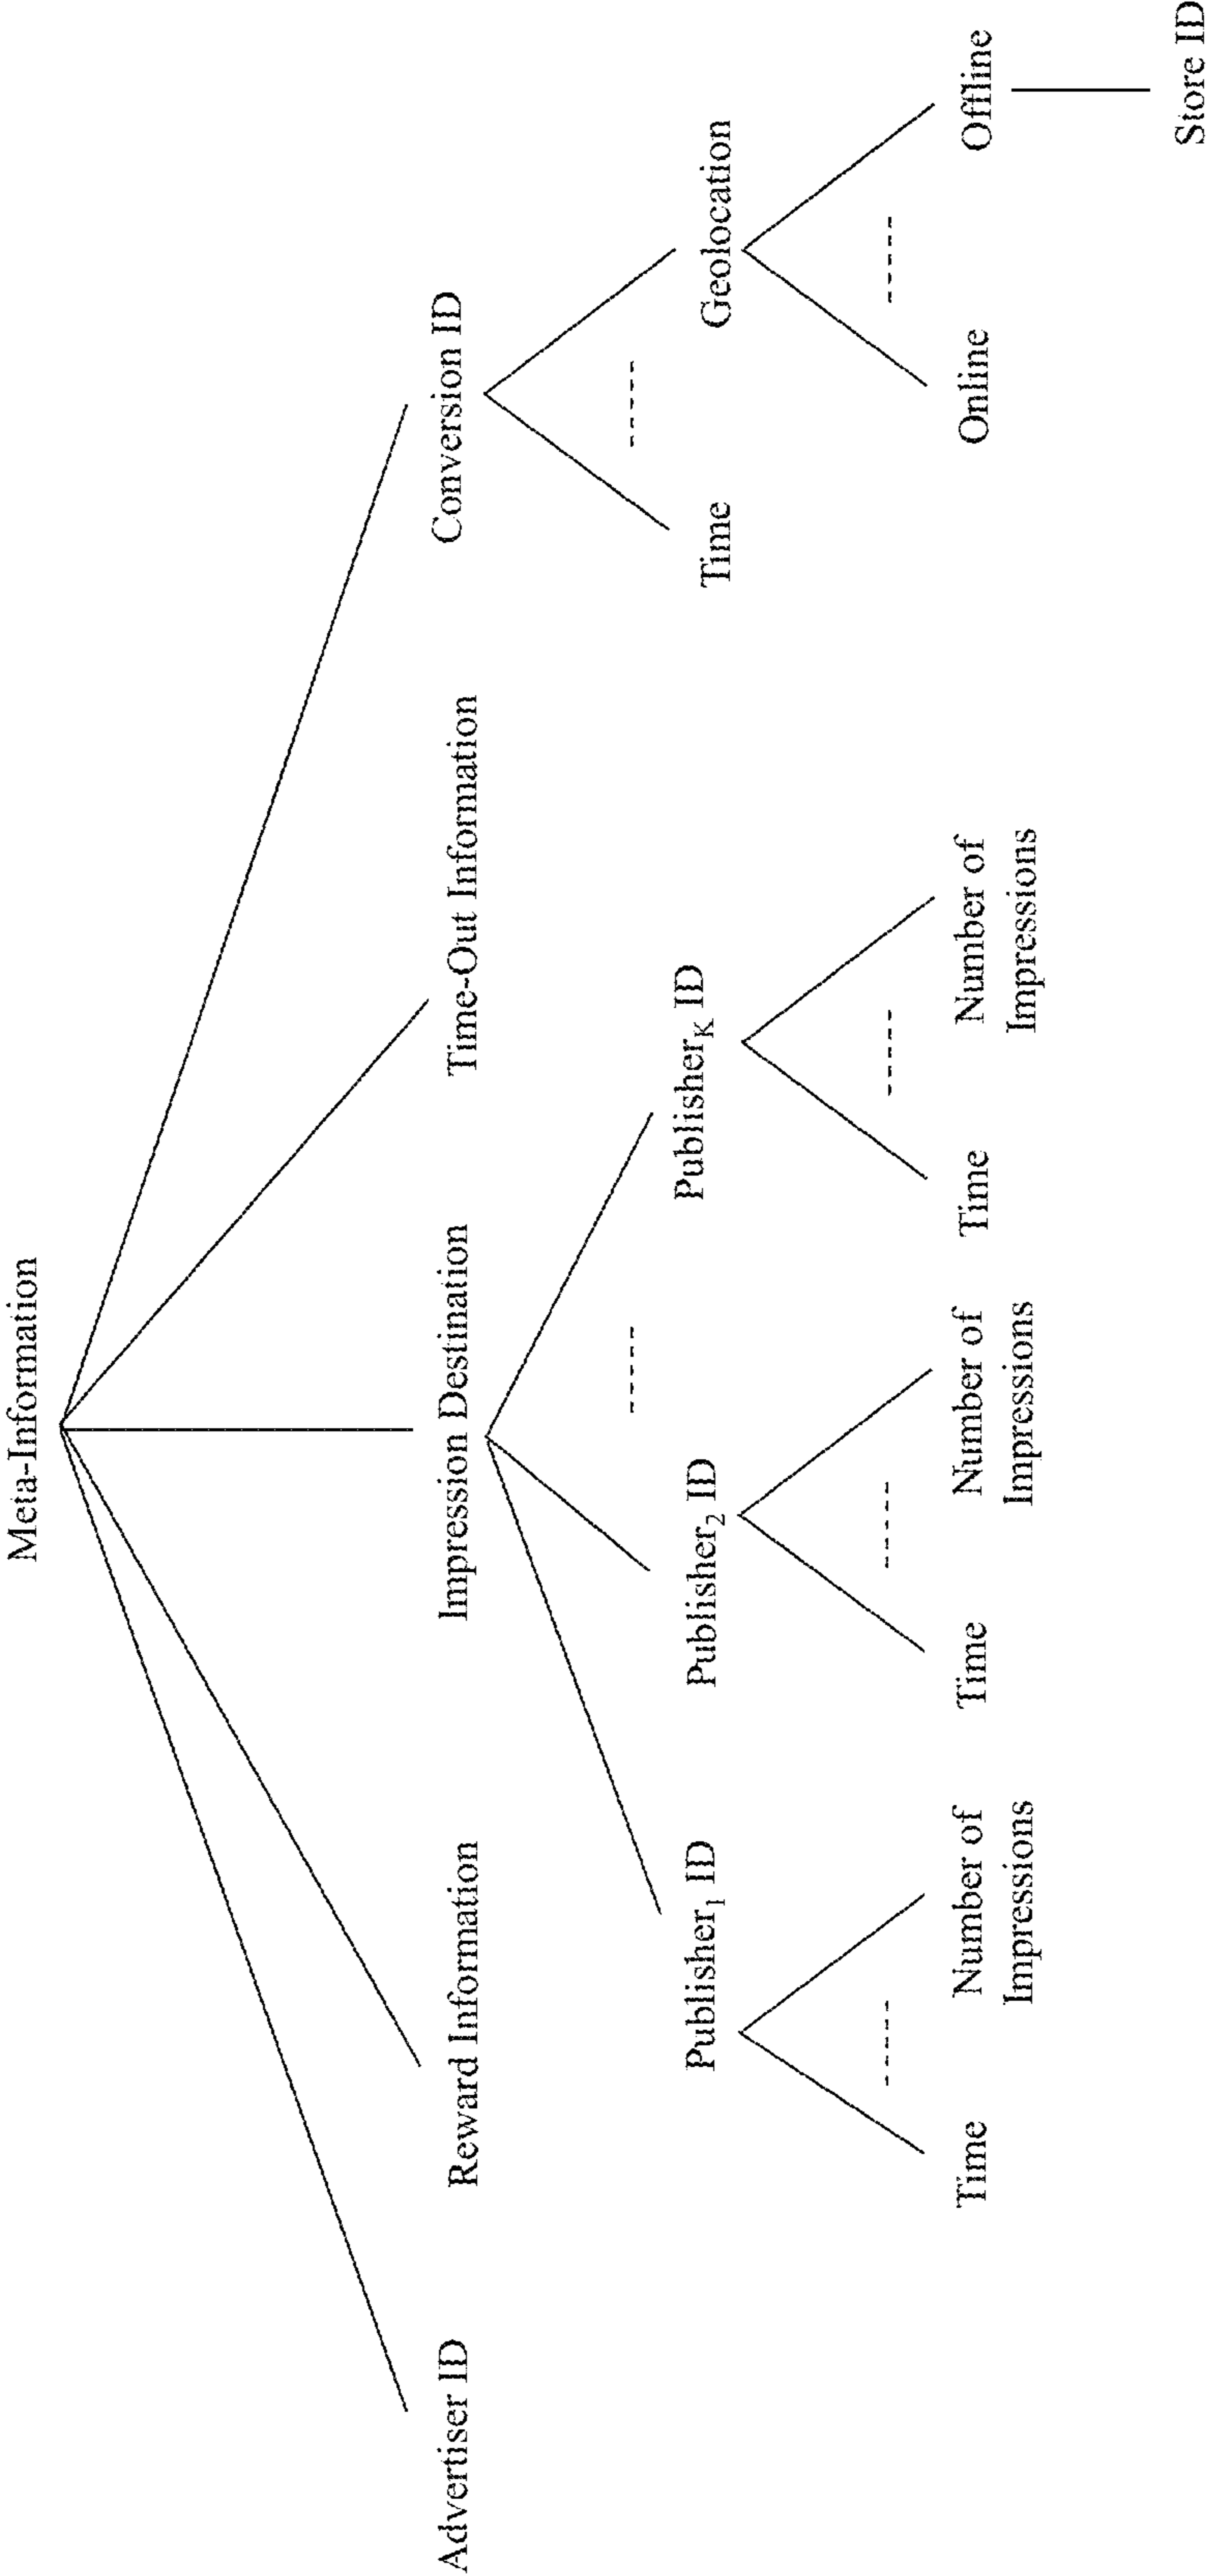 Meta-Information
Advertiser ID
Reward Information
Impression Destination
Time-Out Information
Conversion ID
Publisher₁ ID
Publisher₂ ID
Publisher_K ID
Time
Geolocation
Time
Number of
Impressions
Time
Number of
Impressions
Time
Number of
Impressions
Online
Offline
Store ID